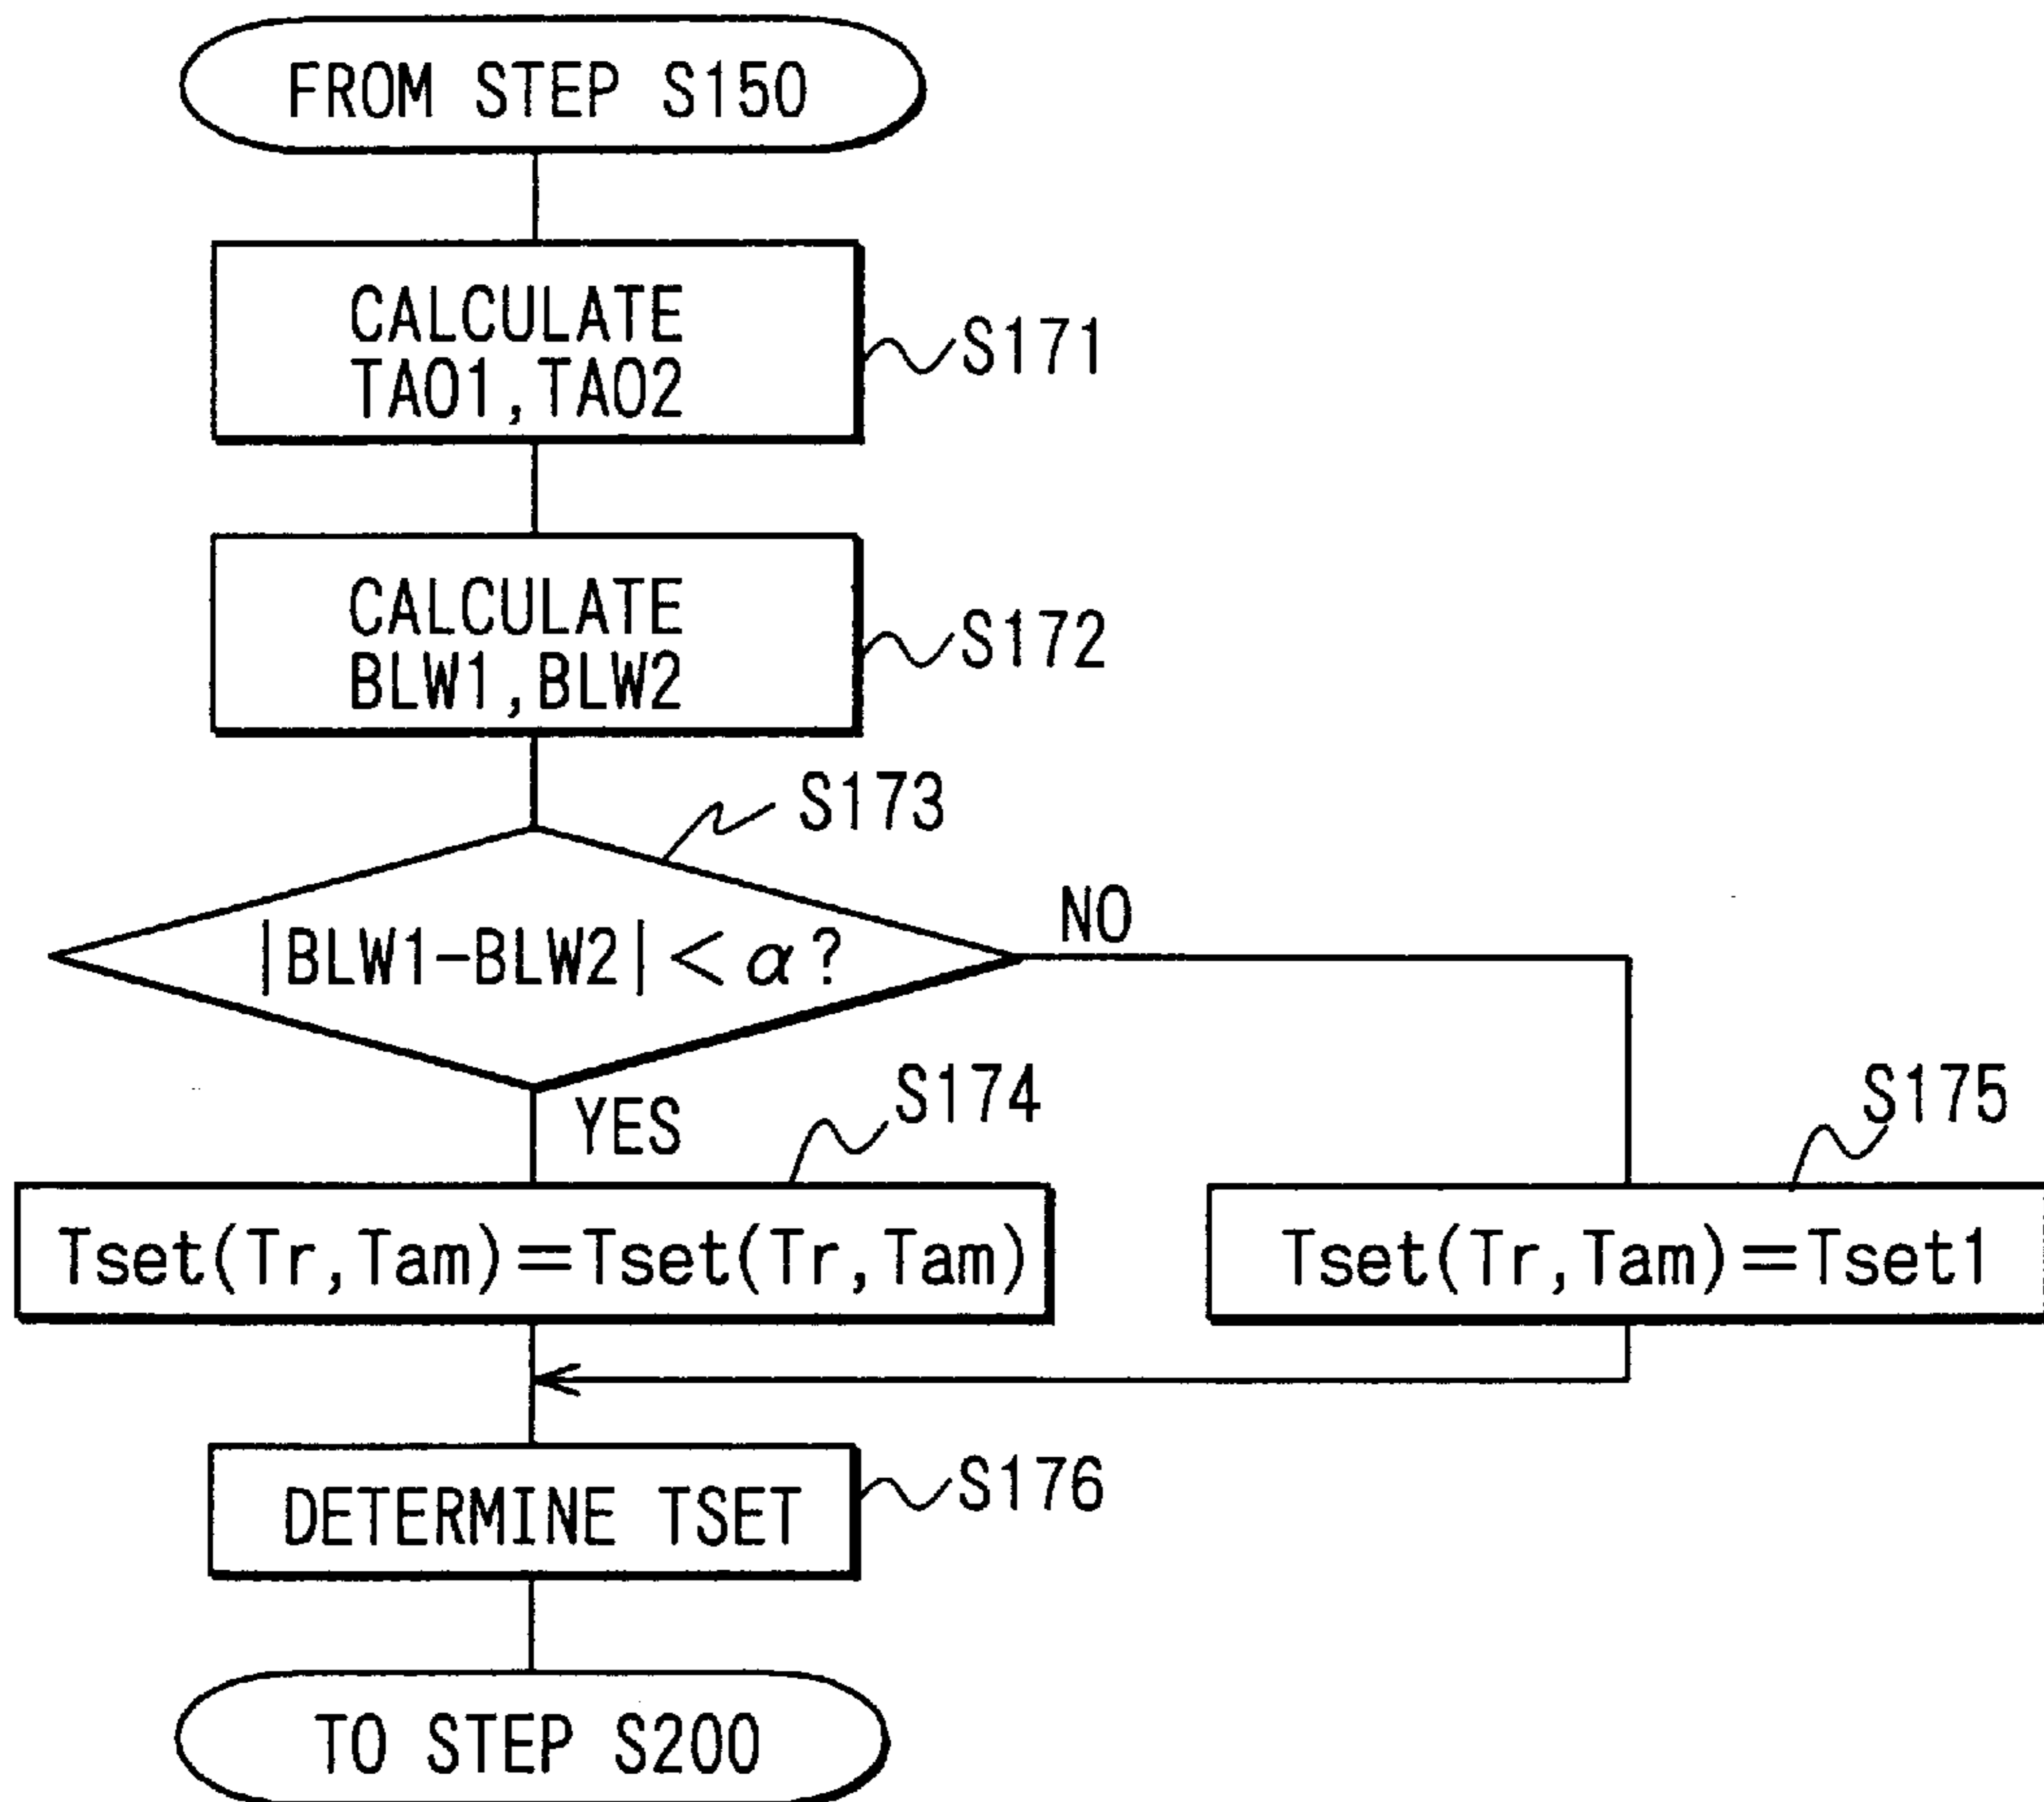 FROM STEP S150
CALCULATE
TAO1,TAO2
S171
CALCULATE
BLW1,BLW2
S172
S173
|BLW1-BLW2|<α?
NO
YES
S174
S175
Tset(Tr,Tam)=Tset(Tr,Tam)
Tset(Tr,Tam)=Tset1
DETERMINE TSET
S176
TO STEP S200